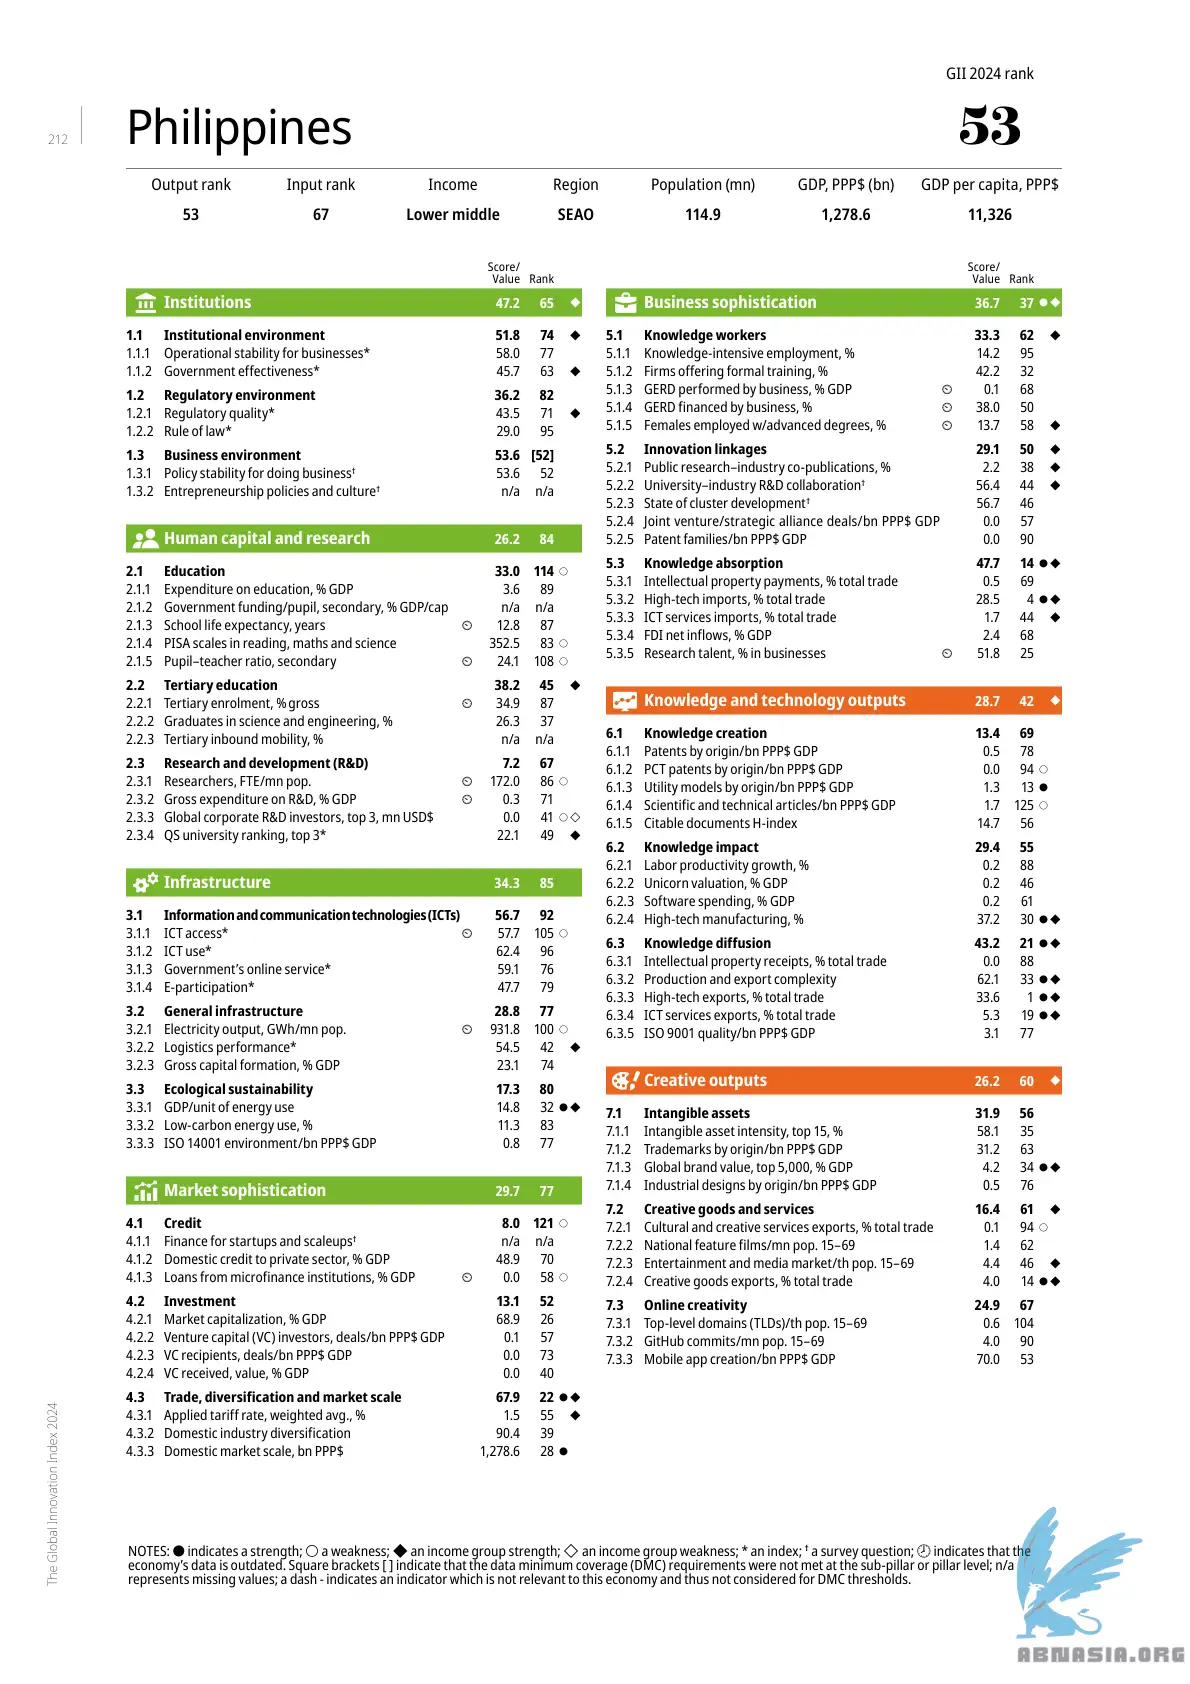 GII 2024 rank
212
Philippines
53
Output rank Input rank Income Region Population (mn) GDP, PPP$ (bn) GDP per capita, PPP$
53 67 Lower middle SEAO 114.9 1,278.6 11,326
Score/
Value Rank
Institutions 47.2 65 ◆
1.1 Institutional environment 51.8 74 ◆
1.1.1 Operational stability for businesses* 58.0 77
1.1.2 Government effectiveness* 45.7 63 ◆
1.2 Regulatory environment 36.2 82
1.2.1 Regulatory quality* 43.5 71 ◆
1.2.2 Rule of law* 29.0 95
1.3 Business environment 53.6 [52]
1.3.1 Policy stability for doing business† 53.6 52
1.3.2 Entrepreneurship policies and culture† n/a n/a
Human capital and research 26.2 84
2.1 Education 33.0 114 ○
2.1.1 Expenditure on education, % GDP 3.6 89
2.1.2 Government funding/pupil, secondary, % GDP/cap n/a n/a
2.1.3 School life expectancy, years 12.8 87
2.1.4 PISA scales in reading, maths and science 352.5 83 ○
2.1.5 Pupil–teacher ratio, secondary 24.1 108 ○
2.2 Tertiary education 38.2 45 ◆
2.2.1 Tertiary enrolment, % gross 34.9 87
2.2.2 Graduates in science and engineering, % 26.3 37
2.2.3 Tertiary inbound mobility, % n/a n/a
2.3 Research and development (R&D) 7.2 67
2.3.1 Researchers, FTE/mn pop. 172.0 86 ○
2.3.2 Gross expenditure on R&D, % GDP 0.3 71
2.3.3 Global corporate R&D investors, top 3, mn USD$ 0.0 41 ○◇
2.3.4 QS university ranking, top 3* 22.1 49 ◆
Infrastructure 34.3 85
3.1 Information and communication technologies (ICTs) 56.7 92
3.1.1 ICT access* 57.7 105 ○
3.1.2 ICT use* 62.4 96
3.1.3 Government's online service* 59.1 76
3.1.4 E-participation* 47.7 79
3.2 General infrastructure 28.8 77
3.2.1 Electricity output, GWh/mn pop. 931.8 100 ○
3.2.2 Logistics performance* 54.5 42 ◆
3.2.3 Gross capital formation, % GDP 23.1 74
3.3 Ecological sustainability 17.3 80
3.3.1 GDP/unit of energy use 14.8 32 ●◆
3.3.2 Low-carbon energy use, % 11.3 83
3.3.3 ISO 14001 environment/bn PPP$ GDP 0.8 77
Market sophistication 29.7 77
4.1 Credit 8.0 121 ○
4.1.1 Finance for startups and scaleups† n/a n/a
4.1.2 Domestic credit to private sector, % GDP 48.9 70
4.1.3 Loans from microfinance institutions, % GDP 0.0 58 ○
4.2 Investment 13.1 52
4.2.1 Market capitalization, % GDP 68.9 26
4.2.2 Venture capital (VC) investors, deals/bn PPP$ GDP 0.1 57
4.2.3 VC recipients, deals/bn PPP$ GDP 0.0 73
4.2.4 VC received, value, % GDP 0.0 40
4.3 Trade, diversification and market scale 67.9 22 ●◆
4.3.1 Applied tariff rate, weighted avg., % 1.5 55 ◆
4.3.2 Domestic industry diversification 90.4 39
4.3.3 Domestic market scale, bn PPP$ 1,278.6 28 ●
Score/
Value Rank
Business sophistication 36.7 37 ●◆
5.1 Knowledge workers 33.3 62 ◆
5.1.1 Knowledge-intensive employment, % 14.2 95
5.1.2 Firms offering formal training, % 42.2 32
5.1.3 GERD performed by business, % GDP 0.1 68
5.1.4 GERD financed by business, % 38.0 50
5.1.5 Females employed w/advanced degrees, % 13.7 58 ◆
5.2 Innovation linkages 29.1 50 ◆
5.2.1 Public research–industry co-publications, % 2.2 38 ◆
5.2.2 University–industry R&D collaboration† 56.4 44 ◆
5.2.3 State of cluster development† 56.7 46
5.2.4 Joint venture/strategic alliance deals/bn PPP$ GDP 0.0 57
5.2.5 Patent families/bn PPP$ GDP 0.0 90
5.3 Knowledge absorption 47.7 14 ●◆
5.3.1 Intellectual property payments, % total trade 0.5 69
5.3.2 High-tech imports, % total trade 28.5 4 ●◆
5.3.3 ICT services imports, % total trade 1.7 44 ◆
5.3.4 FDI net inflows, % GDP 2.4 68
5.3.5 Research talent, % in businesses 51.8 25
Knowledge and technology outputs 28.7 42 ◆
6.1 Knowledge creation 13.4 69
6.1.1 Patents by origin/bn PPP$ GDP 0.5 78
6.1.2 PCT patents by origin/bn PPP$ GDP 0.0 94 ○
6.1.3 Utility models by origin/bn PPP$ GDP 1.3 13 ●
6.1.4 Scientific and technical articles/bn PPP$ GDP 1.7 125 ○
6.1.5 Citable documents H-index 14.7 56
6.2 Knowledge impact 29.4 55
6.2.1 Labor productivity growth, % 0.2 88
6.2.2 Unicorn valuation, % GDP 0.2 46
6.2.3 Software spending, % GDP 0.2 61
6.2.4 High-tech manufacturing, % 37.2 30 ●◆
6.3 Knowledge diffusion 43.2 21 ●◆
6.3.1 Intellectual property receipts, % total trade 0.0 88
6.3.2 Production and export complexity 62.1 33 ●◆
6.3.3 High-tech exports, % total trade 33.6 1 ●◆
6.3.4 ICT services exports, % total trade 5.3 19 ●◆
6.3.5 ISO 9001 quality/bn PPP$ GDP 3.1 77
Creative outputs 26.2 60 ◆
7.1 Intangible assets 31.9 56
7.1.1 Intangible asset intensity, top 15, % 58.1 35
7.1.2 Trademarks by origin/bn PPP$ GDP 31.2 63
7.1.3 Global brand value, top 5,000, % GDP 4.2 34 ●◆
7.1.4 Industrial designs by origin/bn PPP$ GDP 0.5 76
7.2 Creative goods and services 16.4 61 ◆
7.2.1 Cultural and creative services exports, % total trade 0.1 94 ○
7.2.2 National feature films/mn pop. 15–69 1.4 62
7.2.3 Entertainment and media market/th pop. 15–69 4.4 46 ◆
7.2.4 Creative goods exports, % total trade 4.0 14 ●◆
7.3 Online creativity 24.9 67
7.3.1 Top-level domains (TLDs)/th pop. 15–69 0.6 104
7.3.2 GitHub commits/mn pop. 15–69 4.0 90
7.3.3 Mobile app creation/bn PPP$ GDP 70.0 53
The Global Innovation Index 2024
NOTES: ● indicates a strength; ○ a weakness; ◆ an income group strength; ◇ an income group weakness; * an index; † a survey question; 🕘 indicates that the
economy's data is outdated. Square brackets [ ] indicate that the data minimum coverage (DMC) requirements were not met at the sub-pillar or pillar level; n/a
represents missing values; a dash - indicates an indicator which is not relevant to this economy and thus not considered for DMC thresholds.
ABNASIA.ORG